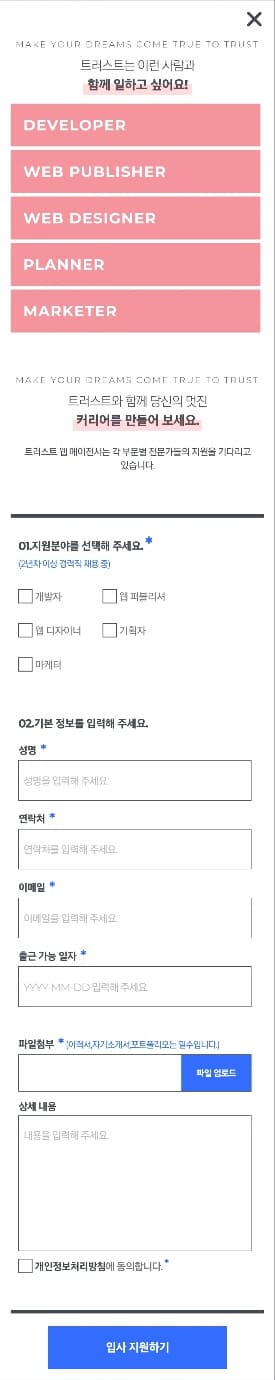 MAKE YOUR DREAMS COME TRUE TO TRUST
트러스트는 이런 사람과
함께 일하고 싶어요!
DEVELOPER
WEB PUBLISHER
WEB DESIGNER
PLANNER
MARKETER
MAKE YOUR DREAMS COME TRUE TO TRUST
트러스트와 함께 당신의 멋진
커리어를 만들어 보세요.
트러스트 웹 에이전시는 각 부문별 전문가들의 지원을 기다리고
있습니다.
01.지원분야를 선택해 주세요. *
(2년차 이상 경력직 채용 중)
개발자 웹 퍼블리셔
웹 디자이너 기획자
마케터
02.기본 정보를 입력해 주세요.
성명 *
성명을 입력해 주세요.
연락처 *
연락처를 입력해 주세요.
이메일 *
이메일을 입력해 주세요.
출근 가능 일자 *
YYYY-MM-DD 입력해 주세요.
파일첨부 * (이력서,자기소개서,포트폴리오는 필수입니다.)
파일 업로드
상세 내용
내용을 입력해 주세요.
개인정보처리방침에 동의합니다. *
입사 지원하기